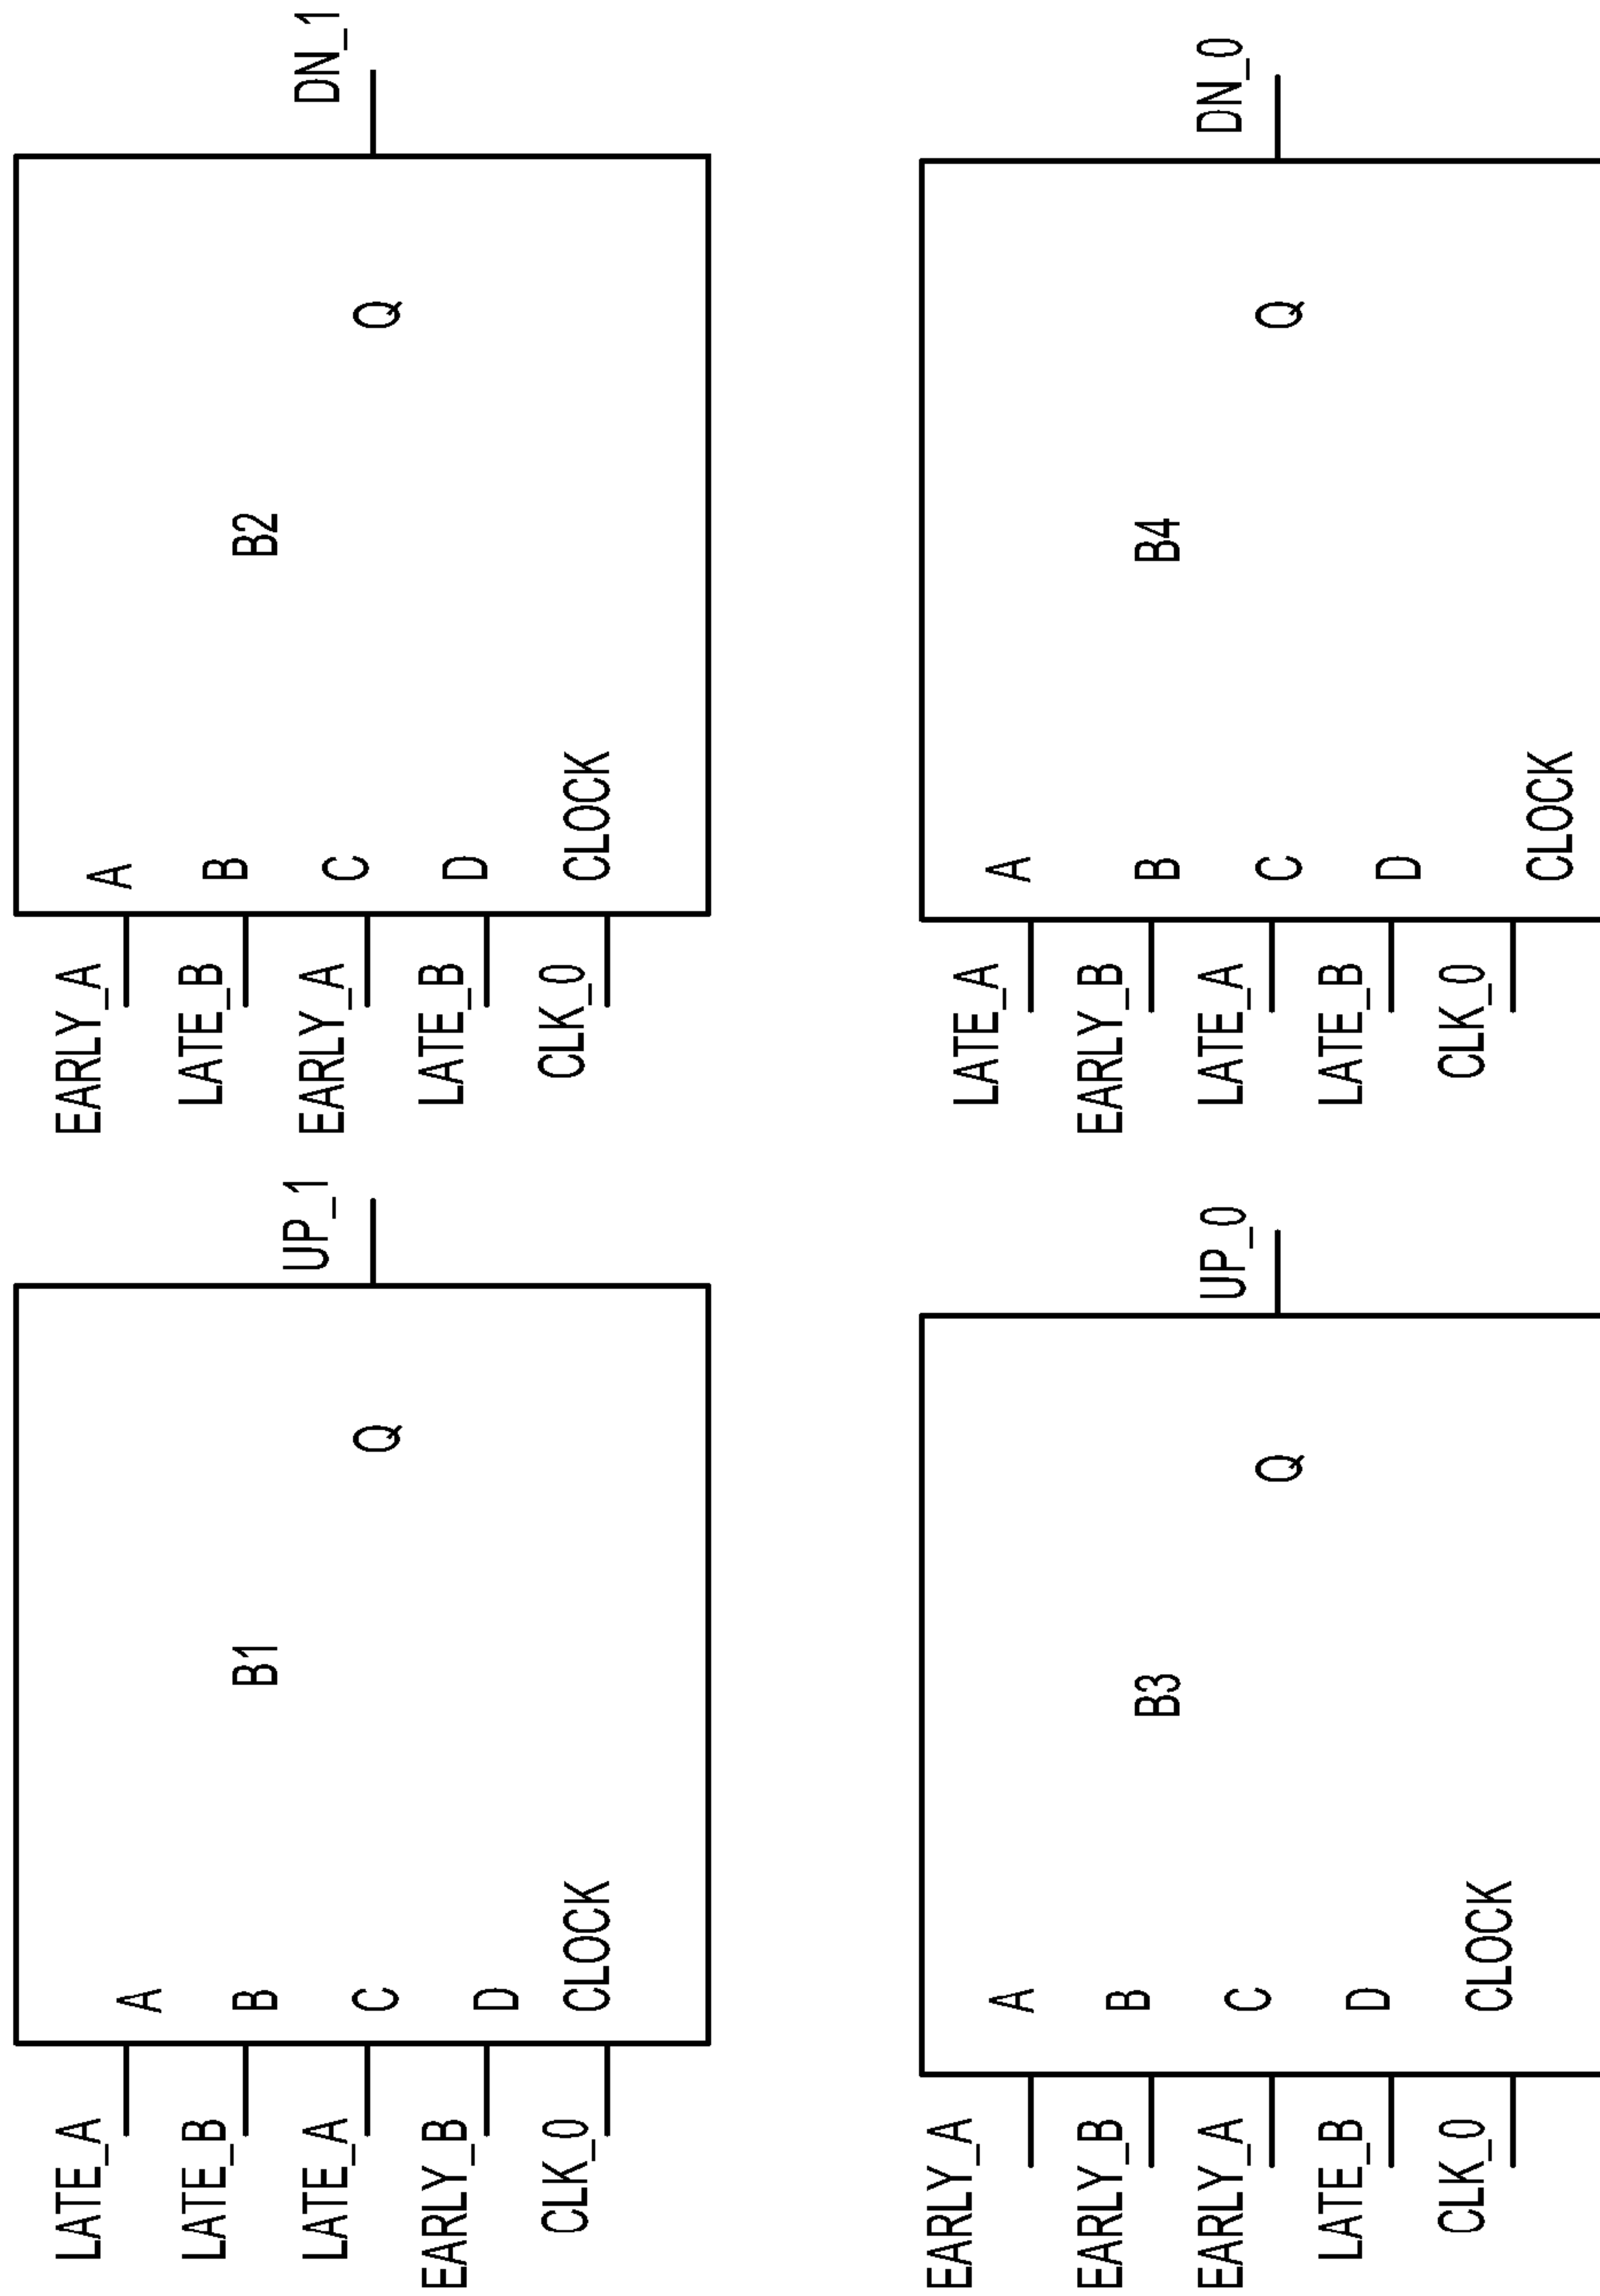 LATE_A
A
LATE_B
B
LATE_A
C
EARLY_B
D
CLK_0
CLOCK
B1
Q
UP_1
EARLY_A
A
LATE_B
B
EARLY_A
C
LATE_B
D
CLK_0
CLOCK
B2
Q
DN_1
EARLY_A
A
EARLY_B
B
EARLY_A
C
LATE_B
D
CLK_0
CLOCK
B3
Q
UP_0
LATE_A
A
EARLY_B
B
LATE_A
C
LATE_B
D
CLK_0
CLOCK
B4
Q
DN_0